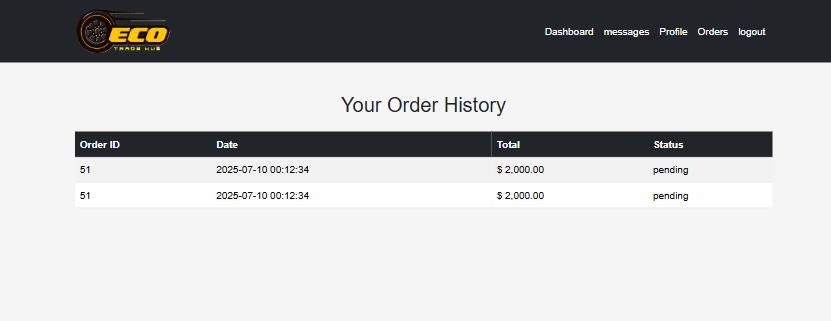 ECO
TRADE HUB
Dashboard messages Profile Orders logout
Your Order History
Order ID Date Total Status
51 2025-07-10 00:12:34 $ 2,000.00 pending
51 2025-07-10 00:12:34 $ 2,000.00 pending